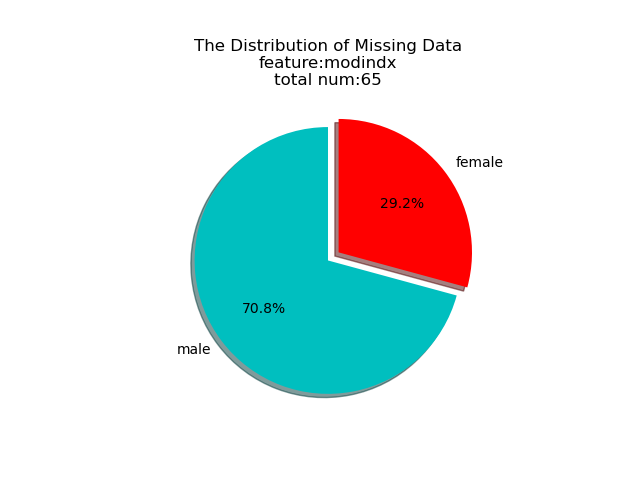 The Distribution of Missing Data
feature:modindx
total num:65
female
29.2%
70.8%
male